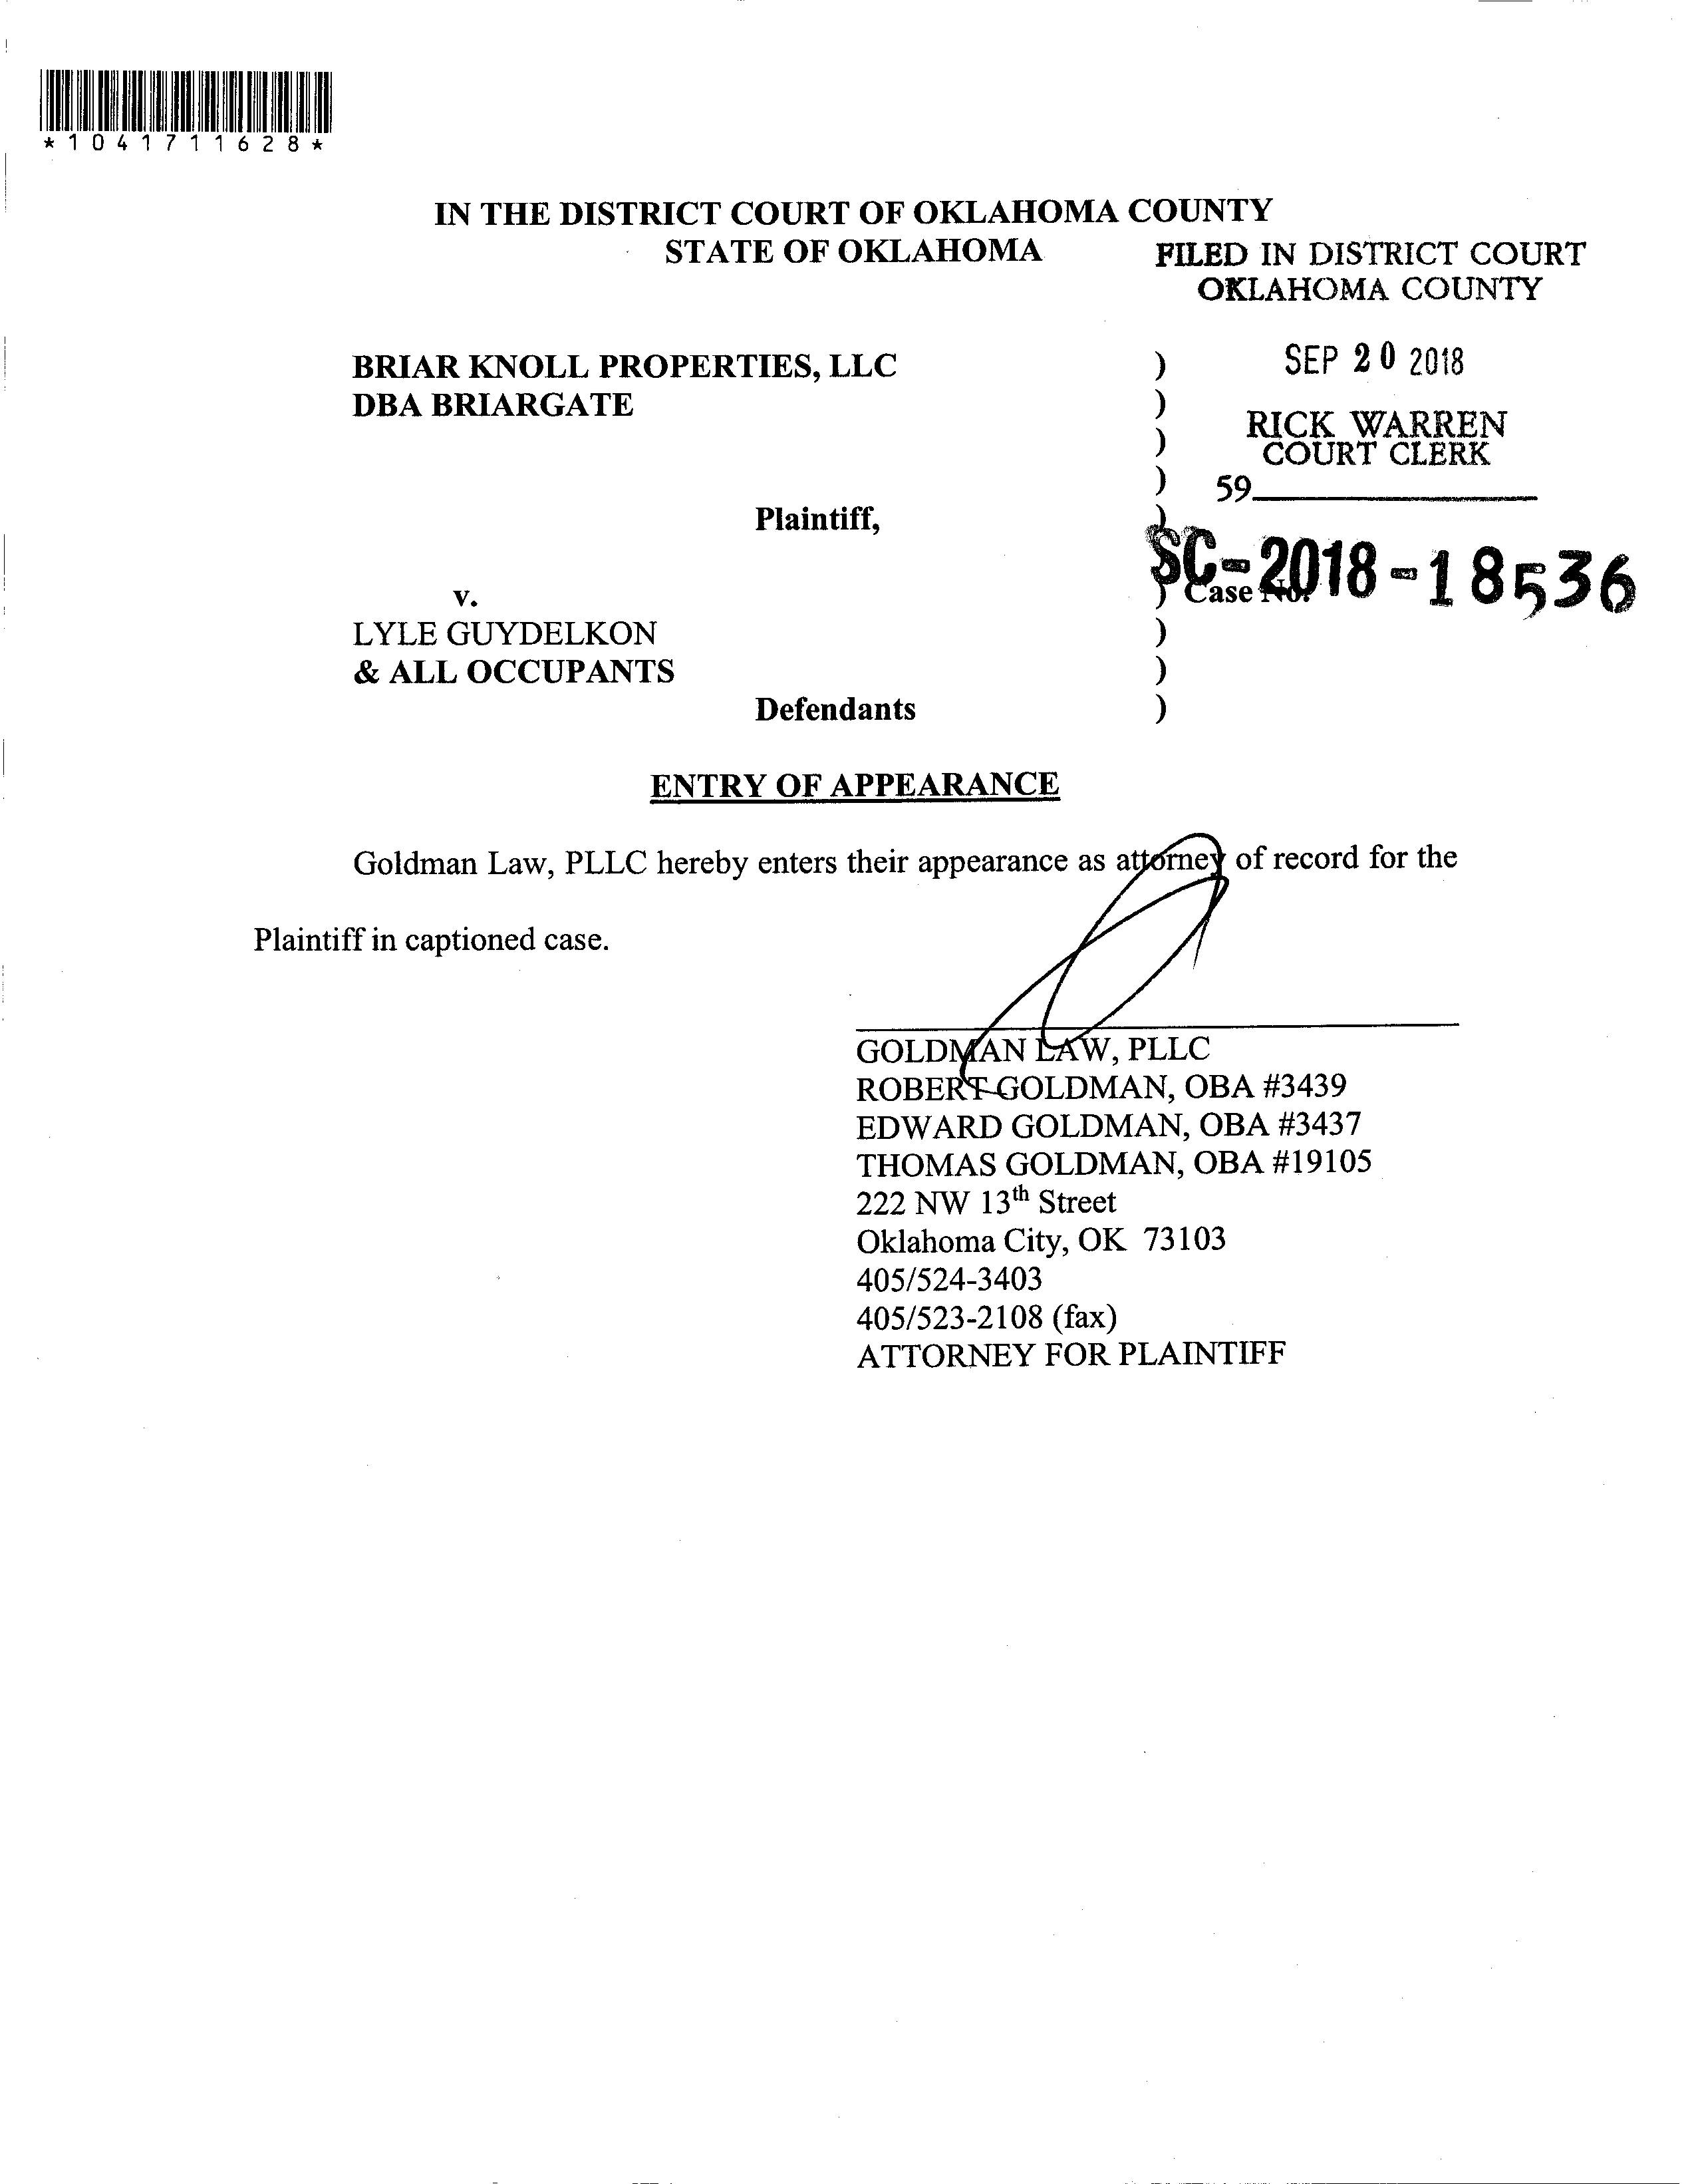 *1041711628*
IN THE DISTRICT COURT OF OKLAHOMA COUNTY
STATE OF OKLAHOMA
FILED IN DISTRICT COURT
OKLAHOMA COUNTY
SEP 20 2018
RICK WARREN
COURT CLERK
59
BRIAR KNOLL PROPERTIES, LLC )
DBA BRIARGATE )
)
)
Plaintiff, )
SC-2018-18536
v. ) Case No.
LYLE GUYDELKON )
& ALL OCCUPANTS )
Defendants )
ENTRY OF APPEARANCE
Goldman Law, PLLC hereby enters their appearance as attorney of record for the
Plaintiff in captioned case.
GOLDMAN LAW, PLLC
ROBERT GOLDMAN, OBA #3439
EDWARD GOLDMAN, OBA #3437
THOMAS GOLDMAN, OBA #19105
222 NW 13th Street
Oklahoma City, OK 73103
405/524-3403
405/523-2108 (fax)
ATTORNEY FOR PLAINTIFF